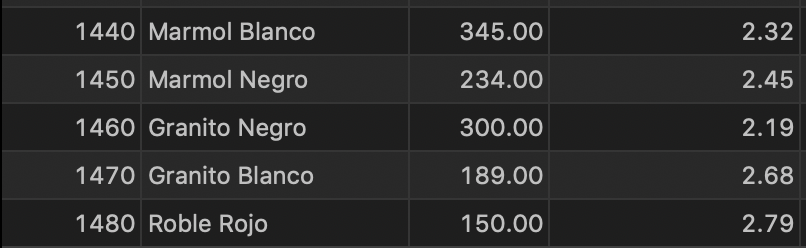 1440 Marmol Blanco 345.00 2.32
1450 Marmol Negro 234.00 2.45
1460 Granito Negro 300.00 2.19
1470 Granito Blanco 189.00 2.68
1480 Roble Rojo 150.00 2.79